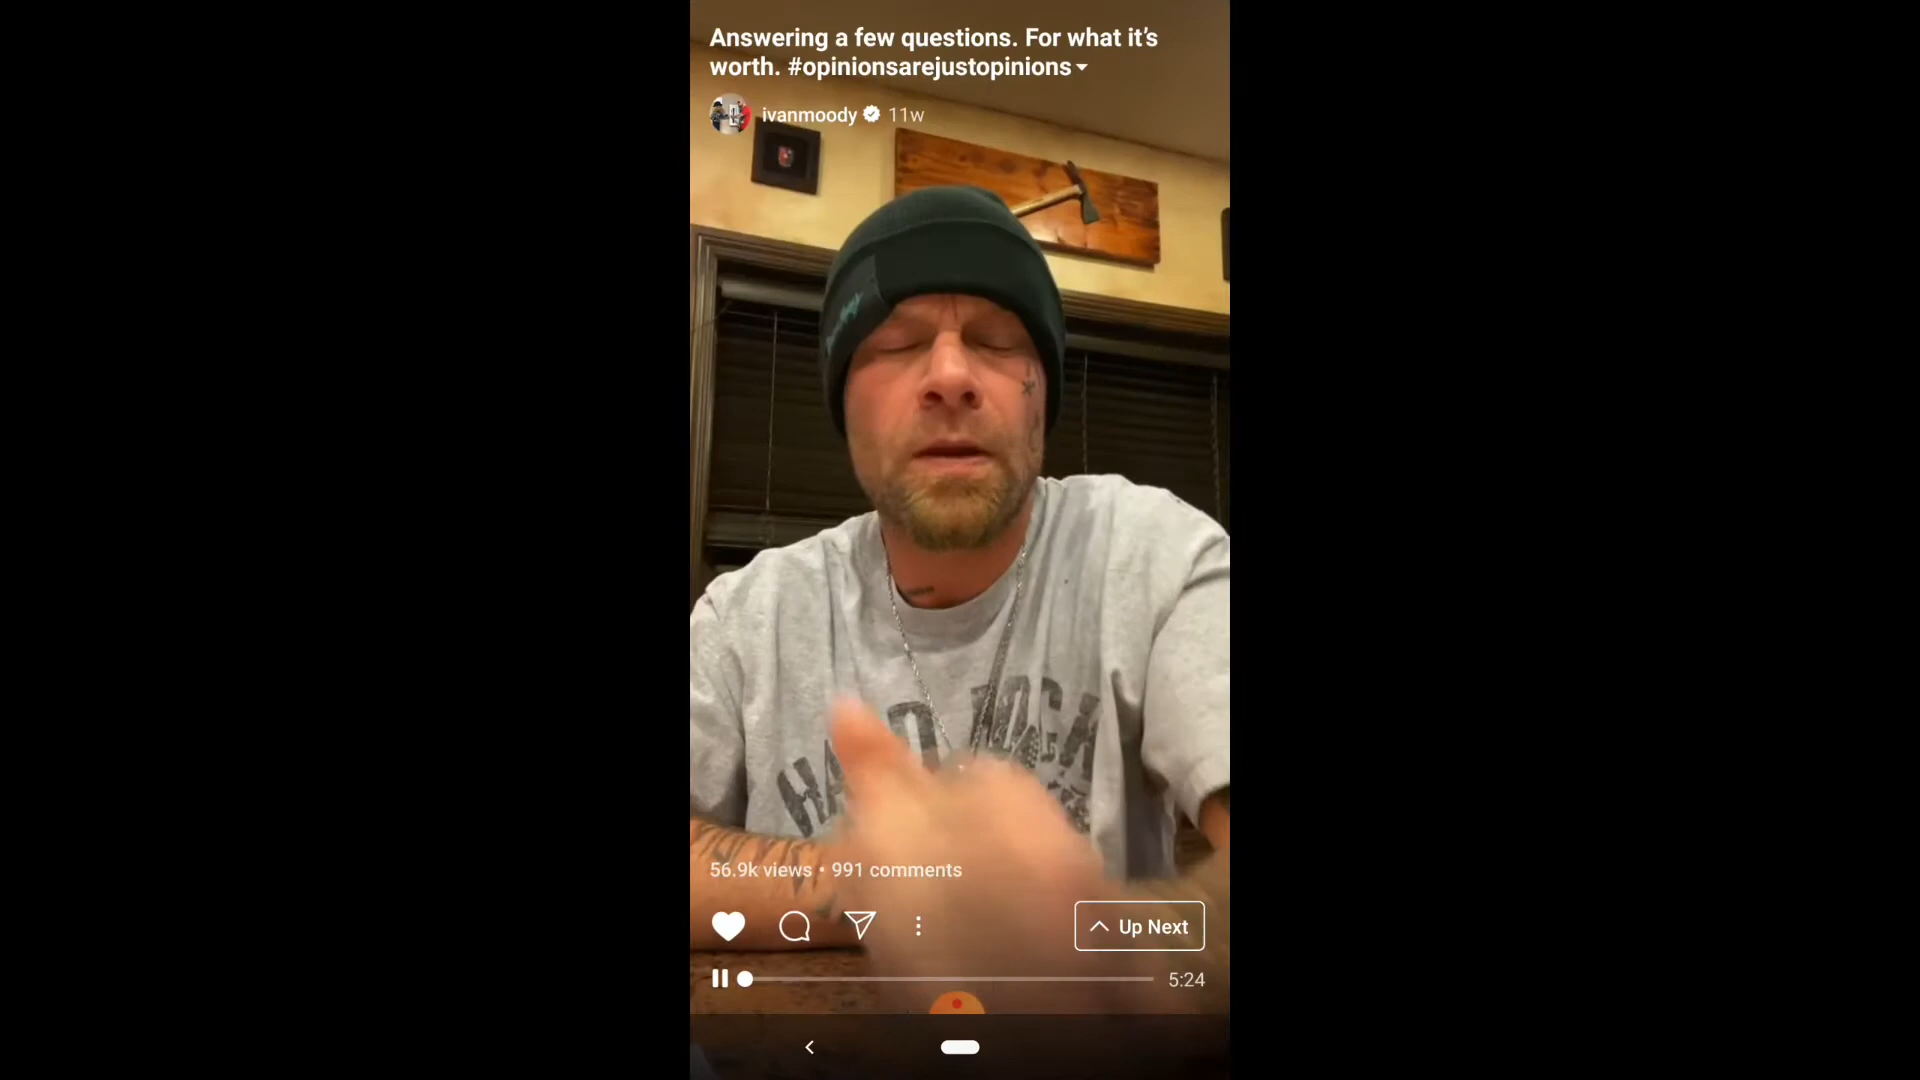 Answering a few questions. For what it's
worth. #opinionsarejustopinions
ivanmoody 11w
56.9k views • 991 comments
Up Next
5:24